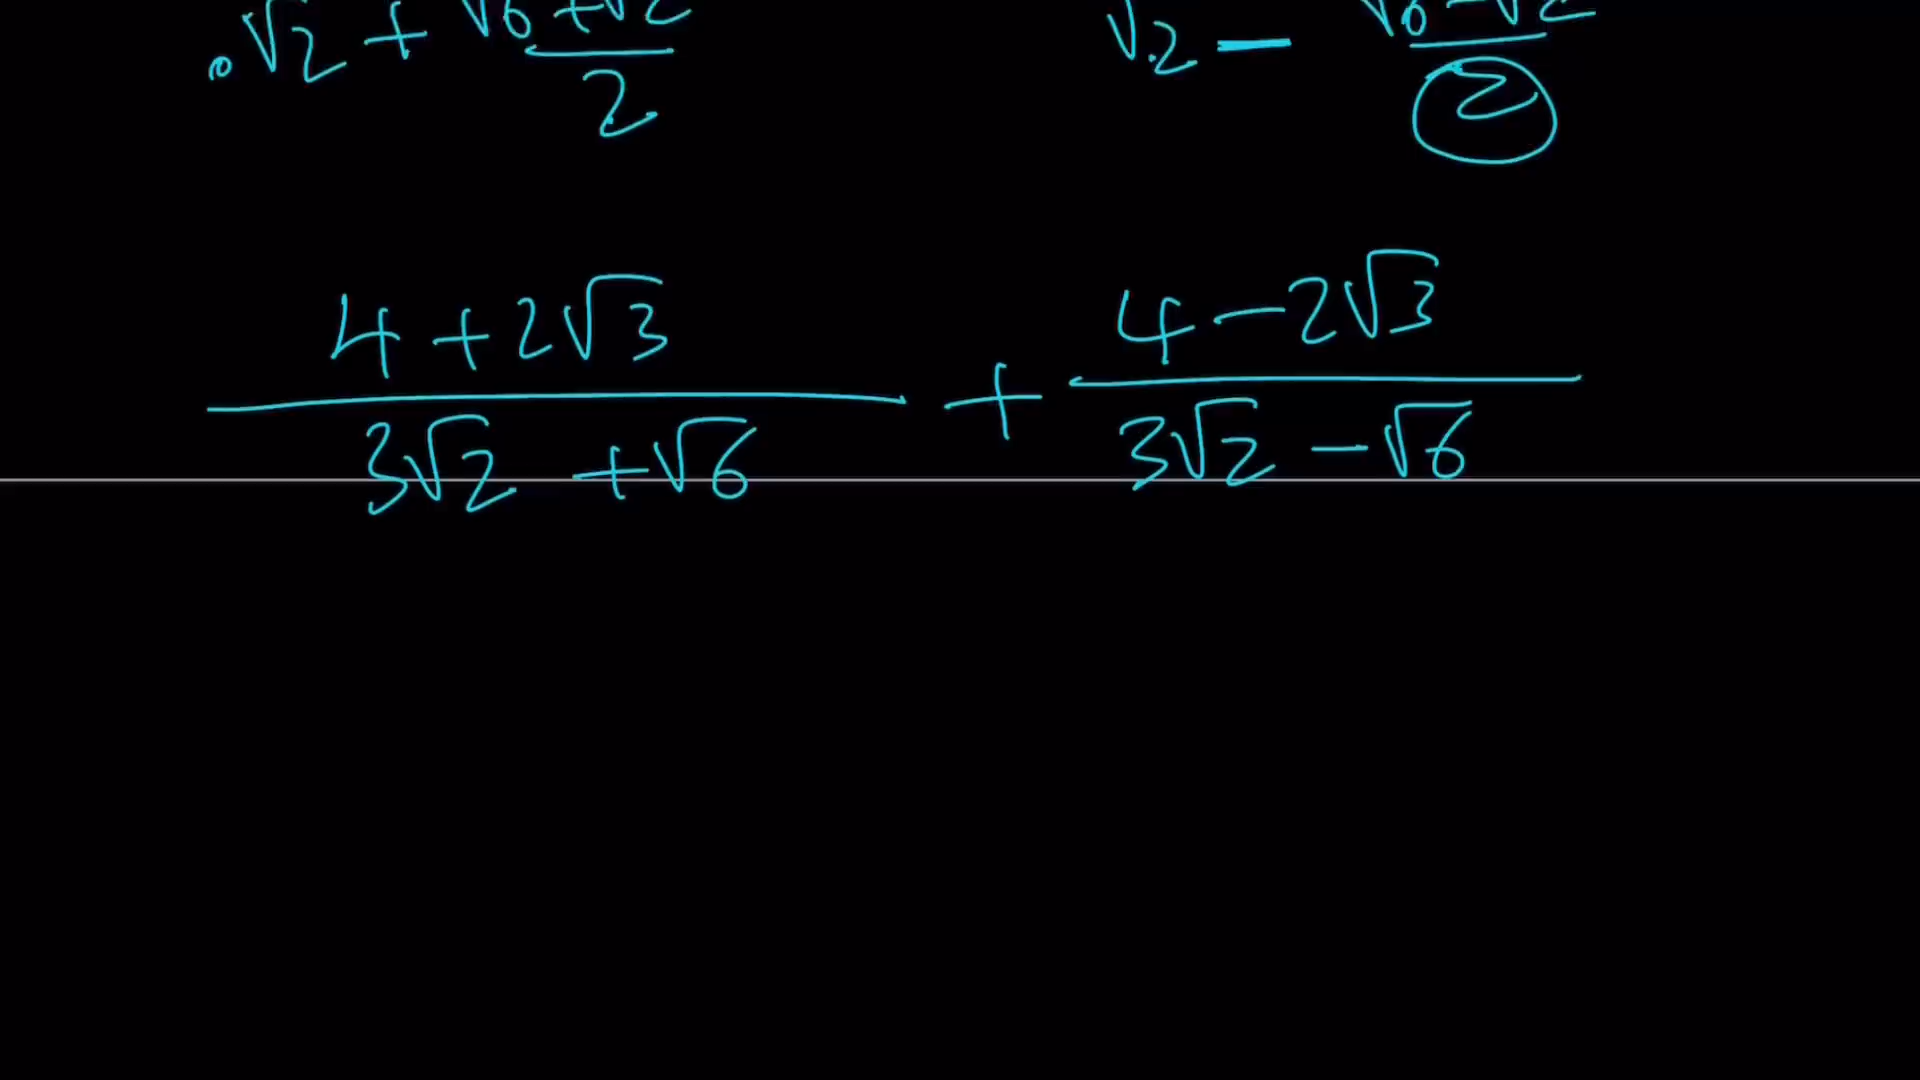 √2 + √6 + √2 / 2    √2 − √6 − √2 / 2
4 + 2√3 / 3√2 + √6 + 4 − 2√3 / 3√2 − √6